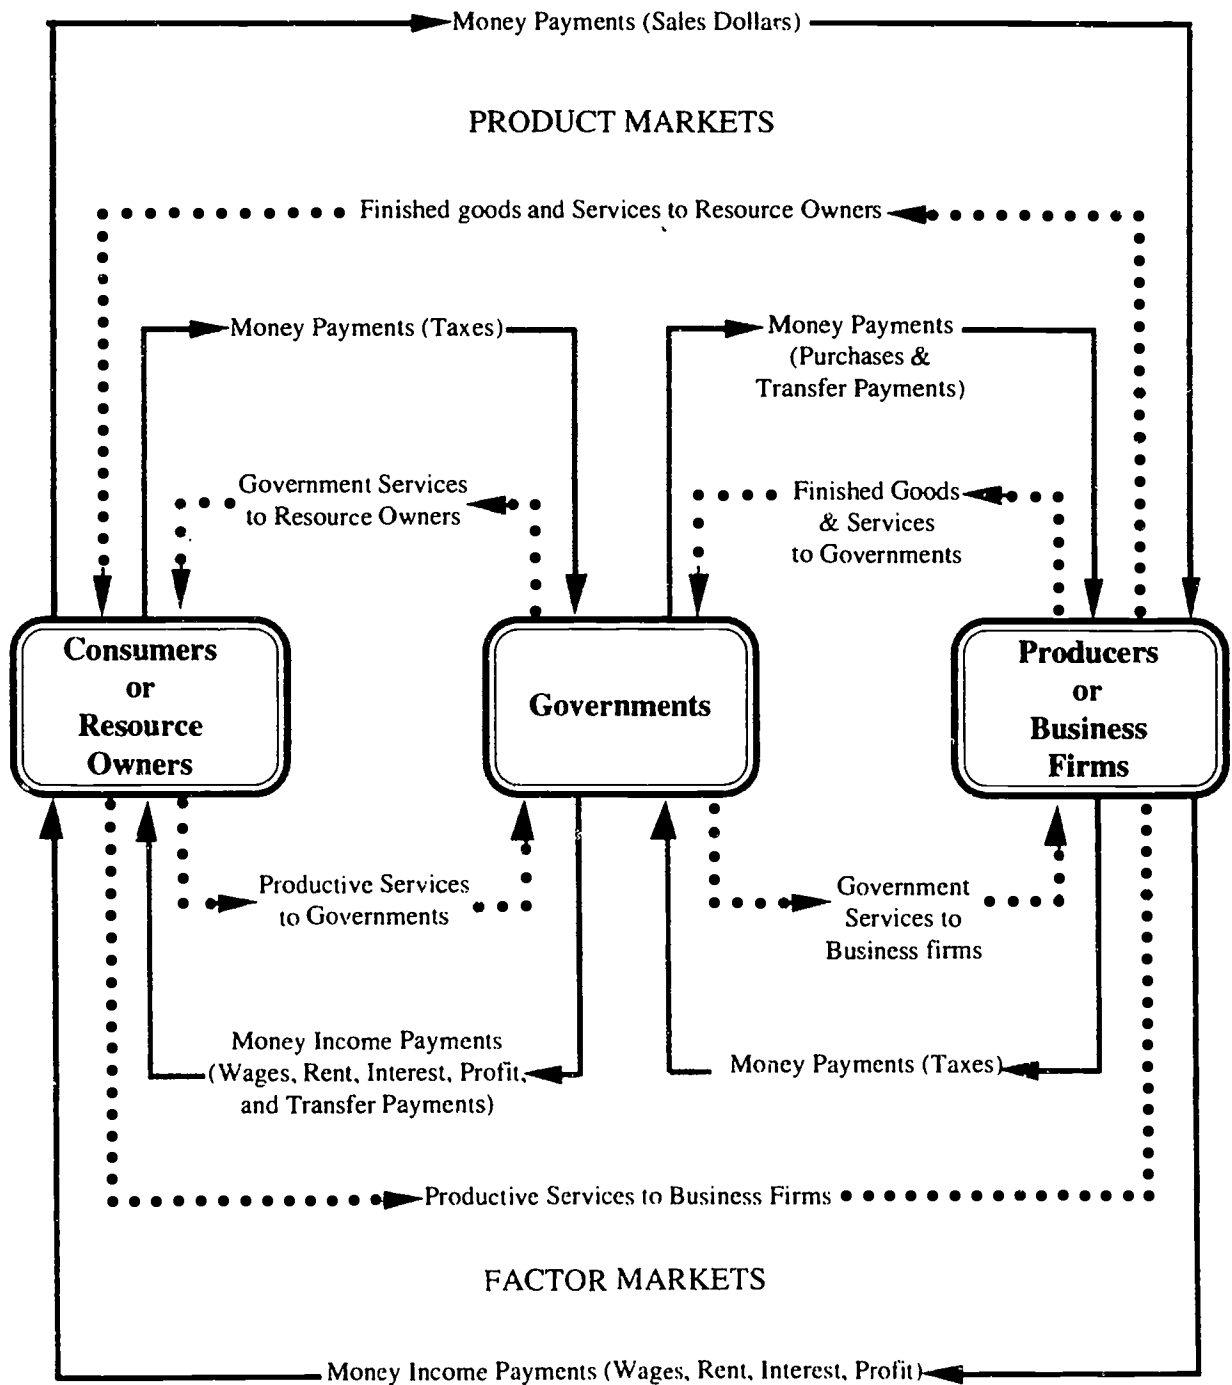 Money Payments (Sales Dollars)
PRODUCT MARKETS
Finished goods and Services to Resource Owners
Money Payments (Taxes)
Money Payments
(Purchases &
Transfer Payments)
Government Services
to Resource Owners
Finished Goods
& Services
to Governments
Consumers
or
Resource
Owners
Governments
Producers
or
Business
Firms
Productive Services
to Governments
Government
Services to
Business firms
Money Income Payments
(Wages, Rent, Interest, Profit,
and Transfer Payments)
Money Payments (Taxes)
Productive Services to Business Firms
FACTOR MARKETS
Money Income Payments (Wages, Rent, Interest, Profit)